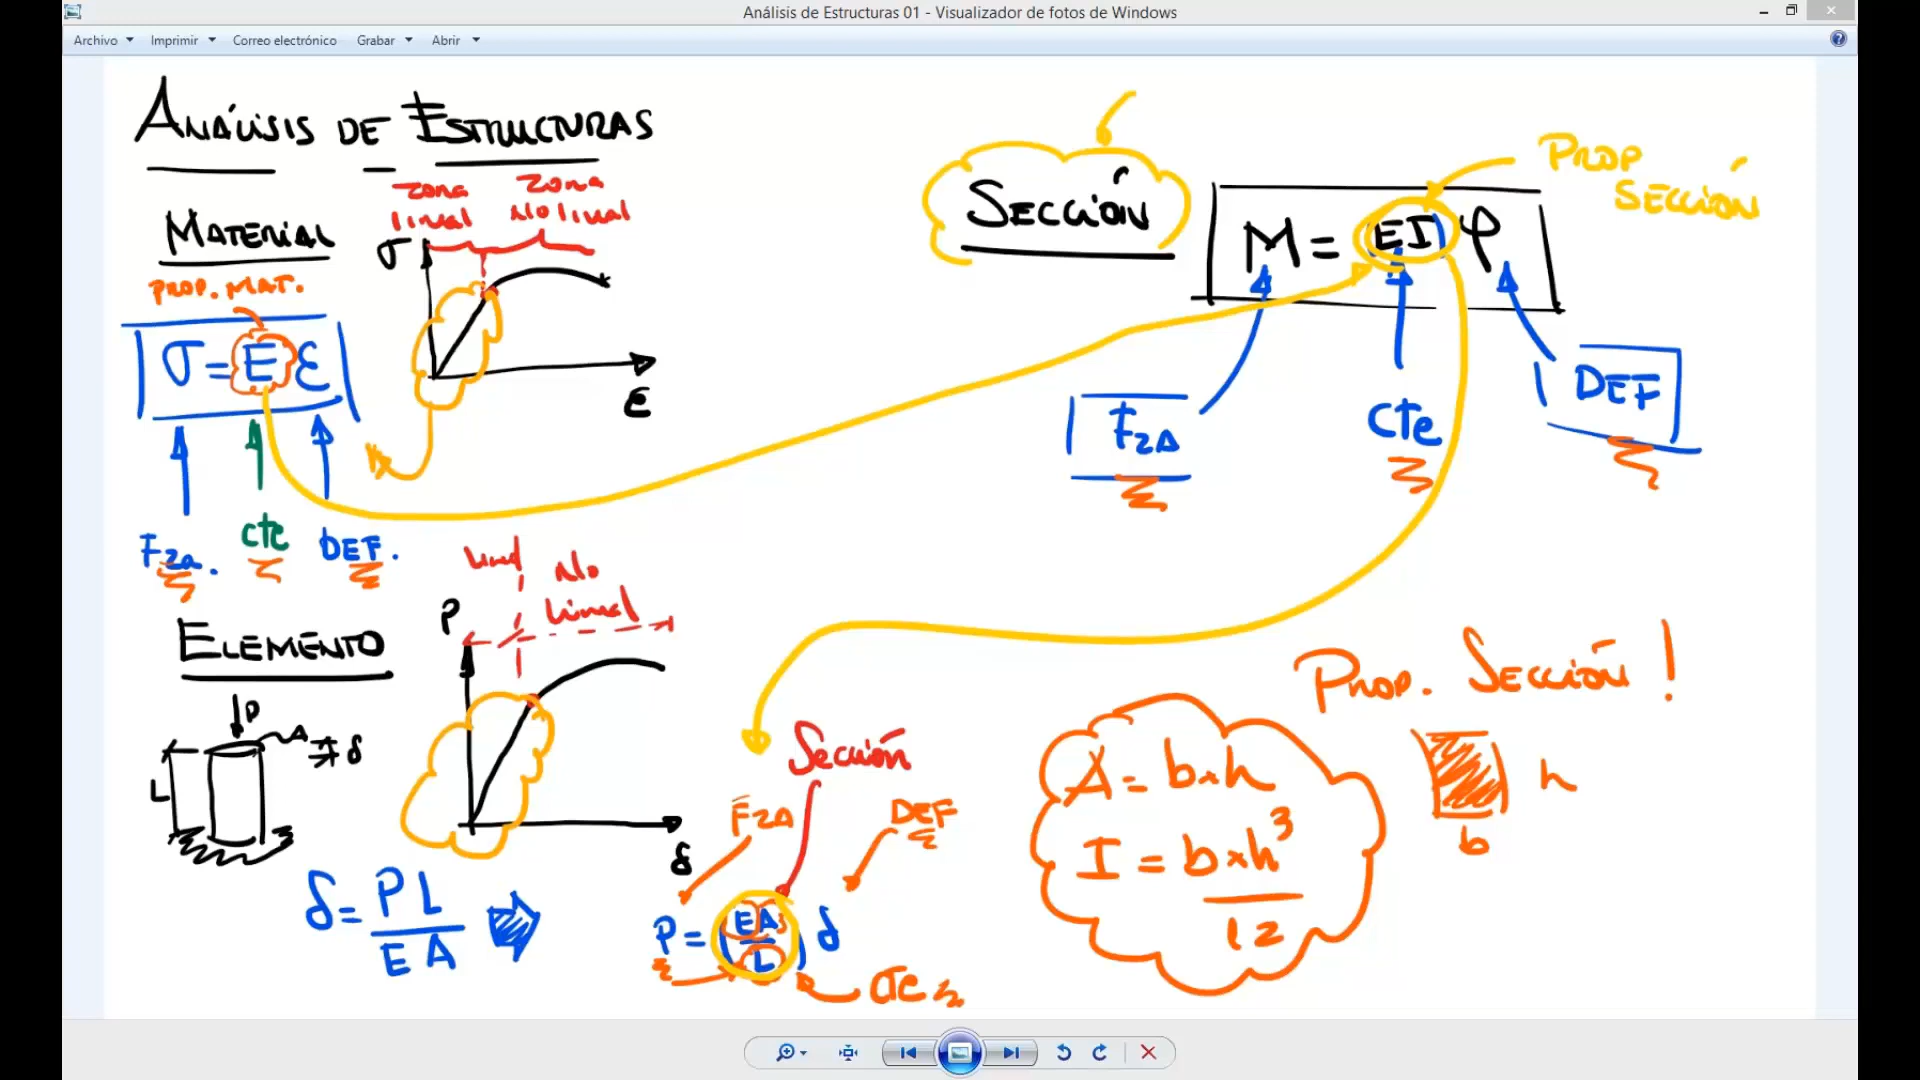 Análisis de Estructuras 01 - Visualizador de fotos de Windows
Archivo Imprimir Correo electrónico Grabar Abrir
ANÁLISIS DE ESTRUCTURAS
MATERIAL
PROP. MAT.
σ = E ε
Fza. cte DEF.
zona lineal
zona No lineal
σ
ε
SECCIÓN
PROP SECCIÓN
M = EI φ
FzA
cte
DEF
ELEMENTO
P
L
δ
P
lineal
No lineal
δ
δ = PL
EA
Sección
FZA
DEF
P = (EA
L) δ
CTE
Prop. Sección!
A = b x h
I = b x h³
12
h
b